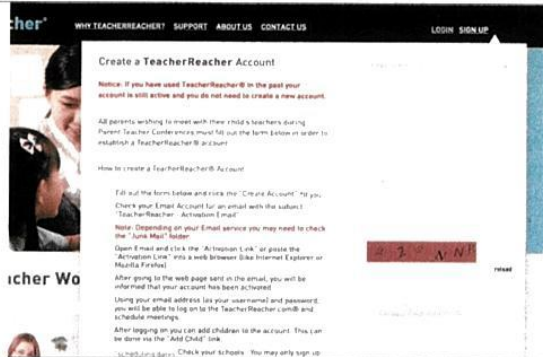 cher®
WHY TEACHERREACHER? SUPPORT ABOUT US CONTACT US
LOGIN SIGN UP
Create a TeacherReacher Account
Notice: If you have used TeacherReacher® in the past your
account is still active and you do not need to create a new account.
All parents wishing to meet with their child's teachers during
Parent Teacher Conferences must fill out the form below in order to
establish a TeacherReacher® account
How to create a TeacherReacher® Account
Fill out the form below and click the "Create Account"
Check your Email Account for an email with the subject
"TeacherReacher - Activation Email"
Note: Depending on your Email service you may need to check
the "Junk Mail" folder.
Open Email and click the "Activation Link" or paste the
"Activation Link" into a web browser (like Internet Explorer or
Mozilla Firefox)
After going to the web page sent in the email, you will be
informed that your account has been activated
Using your email address (as your username) and password,
you will be able to log on to the TeacherReacher.com® and
schedule meetings.
After logging on you can add children to the account. This can
be done via the "Add Child" link
Check your schools You may only sign up
reload
acher Wo